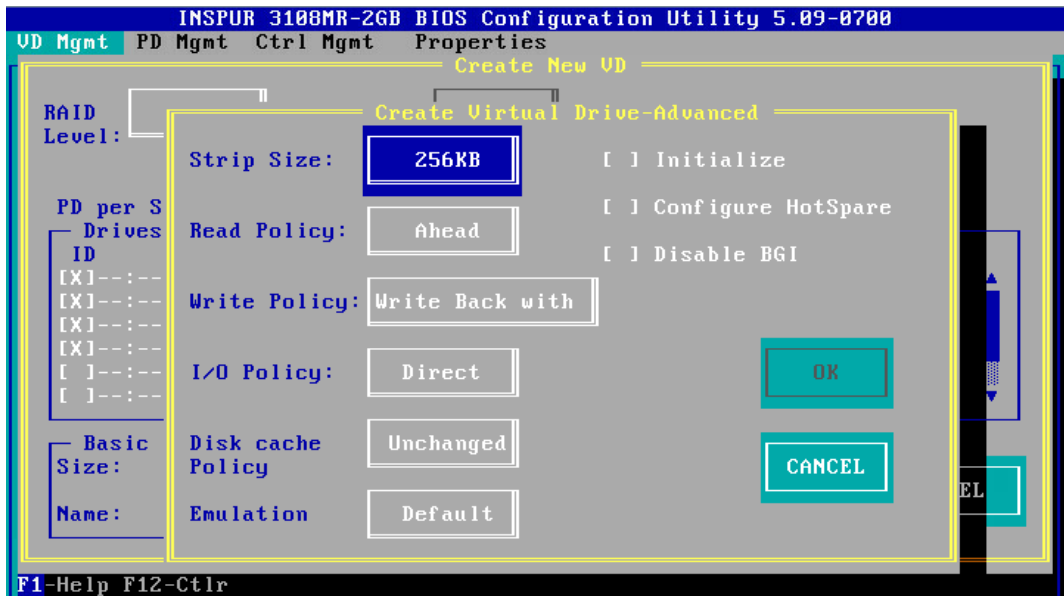 INSPUR 3108MR-2GB BIOS Configuration Utility 5.09-0700
VD Mgmt PD Mgmt Ctrl Mgmt Properties
Create New VD
RAID
Level:
PD per S
Drives
ID
[X]--:--
[X]--:--
[X]--:--
[X]--:--
[ ]--:--
[ ]--:--
Basic
Size:
Name:
Create Virtual Drive-Advanced
Strip Size: 256KB [ ] Initialize
[ ] Configure HotSpare
Read Policy: Ahead
[ ] Disable BGI
Write Policy: Write Back with
I/O Policy: Direct
OK
Disk cache
Policy
Unchanged
CANCEL
Emulation Default
EL
F1-Help F12-Ctlr